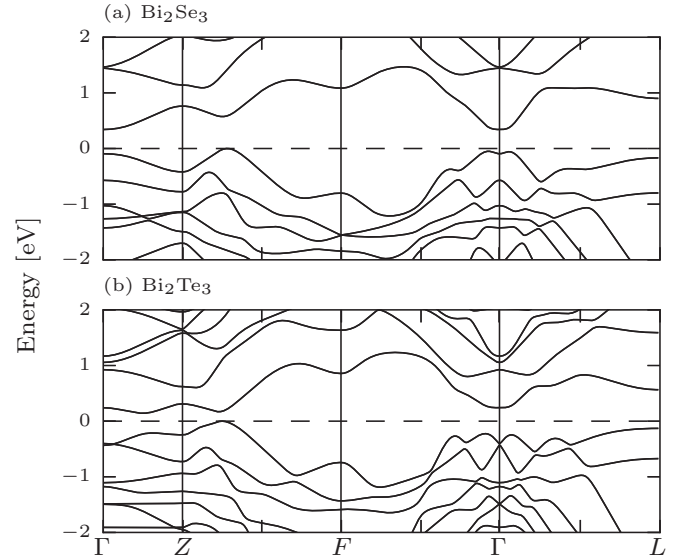 (a) Bi₂Se₃
2
1
0
−1
−2
(b) Bi₂Te₃
2
1
0
−1
−2
Energy [eV]
Γ Z F Γ L